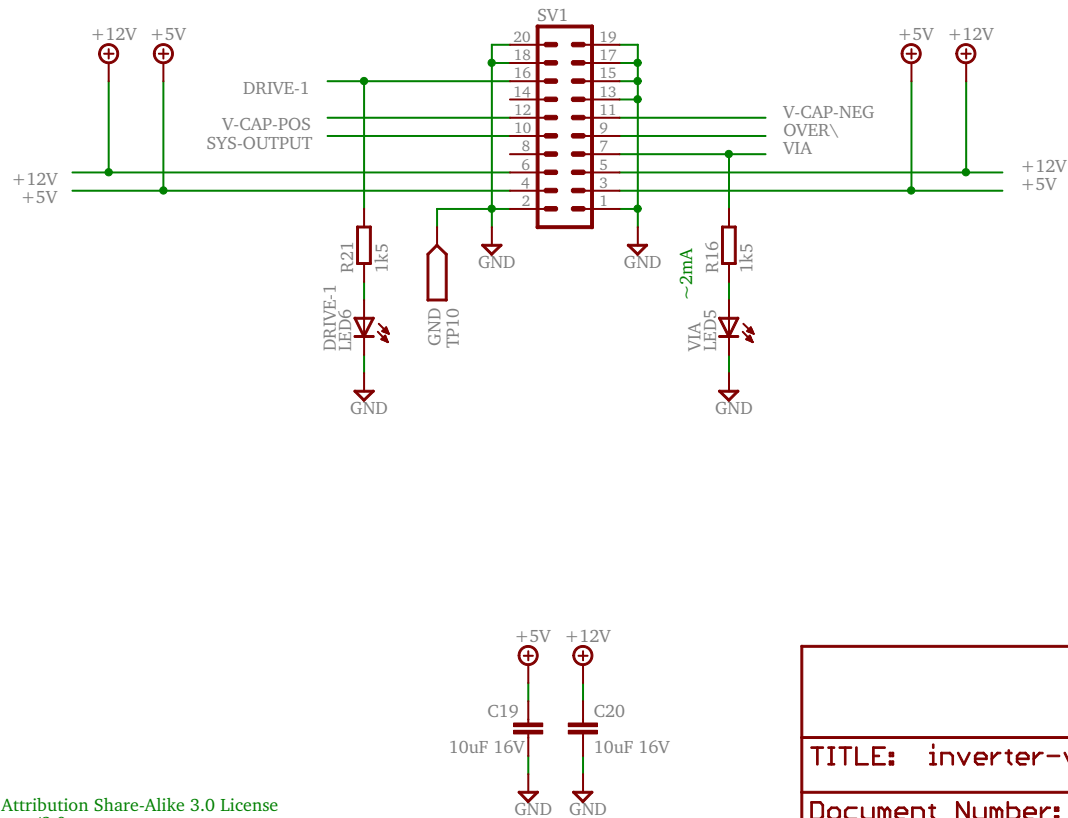 SV1
+12V +5V
+5V +12V
20 19
18 17
16 15
14 13
12 11
10 9
8 7
6 5
4 3
2 1
DRIVE-1
V-CAP-POS
SYS-OUTPUT
V-CAP-NEG
OVER\
VIA
+12V
+5V
+12V
+5V
R21
1k5
GND
GND
~2mA
R16
1k5
DRIVE-1
LED6
GND
TP10
VIA
LED5
GND
GND
+5V +12V
C19 C20
10uF 16V 10uF 16V
GND GND
TITLE: inverter-v
Attribution Share-Alike 3.0 License
Document Number: